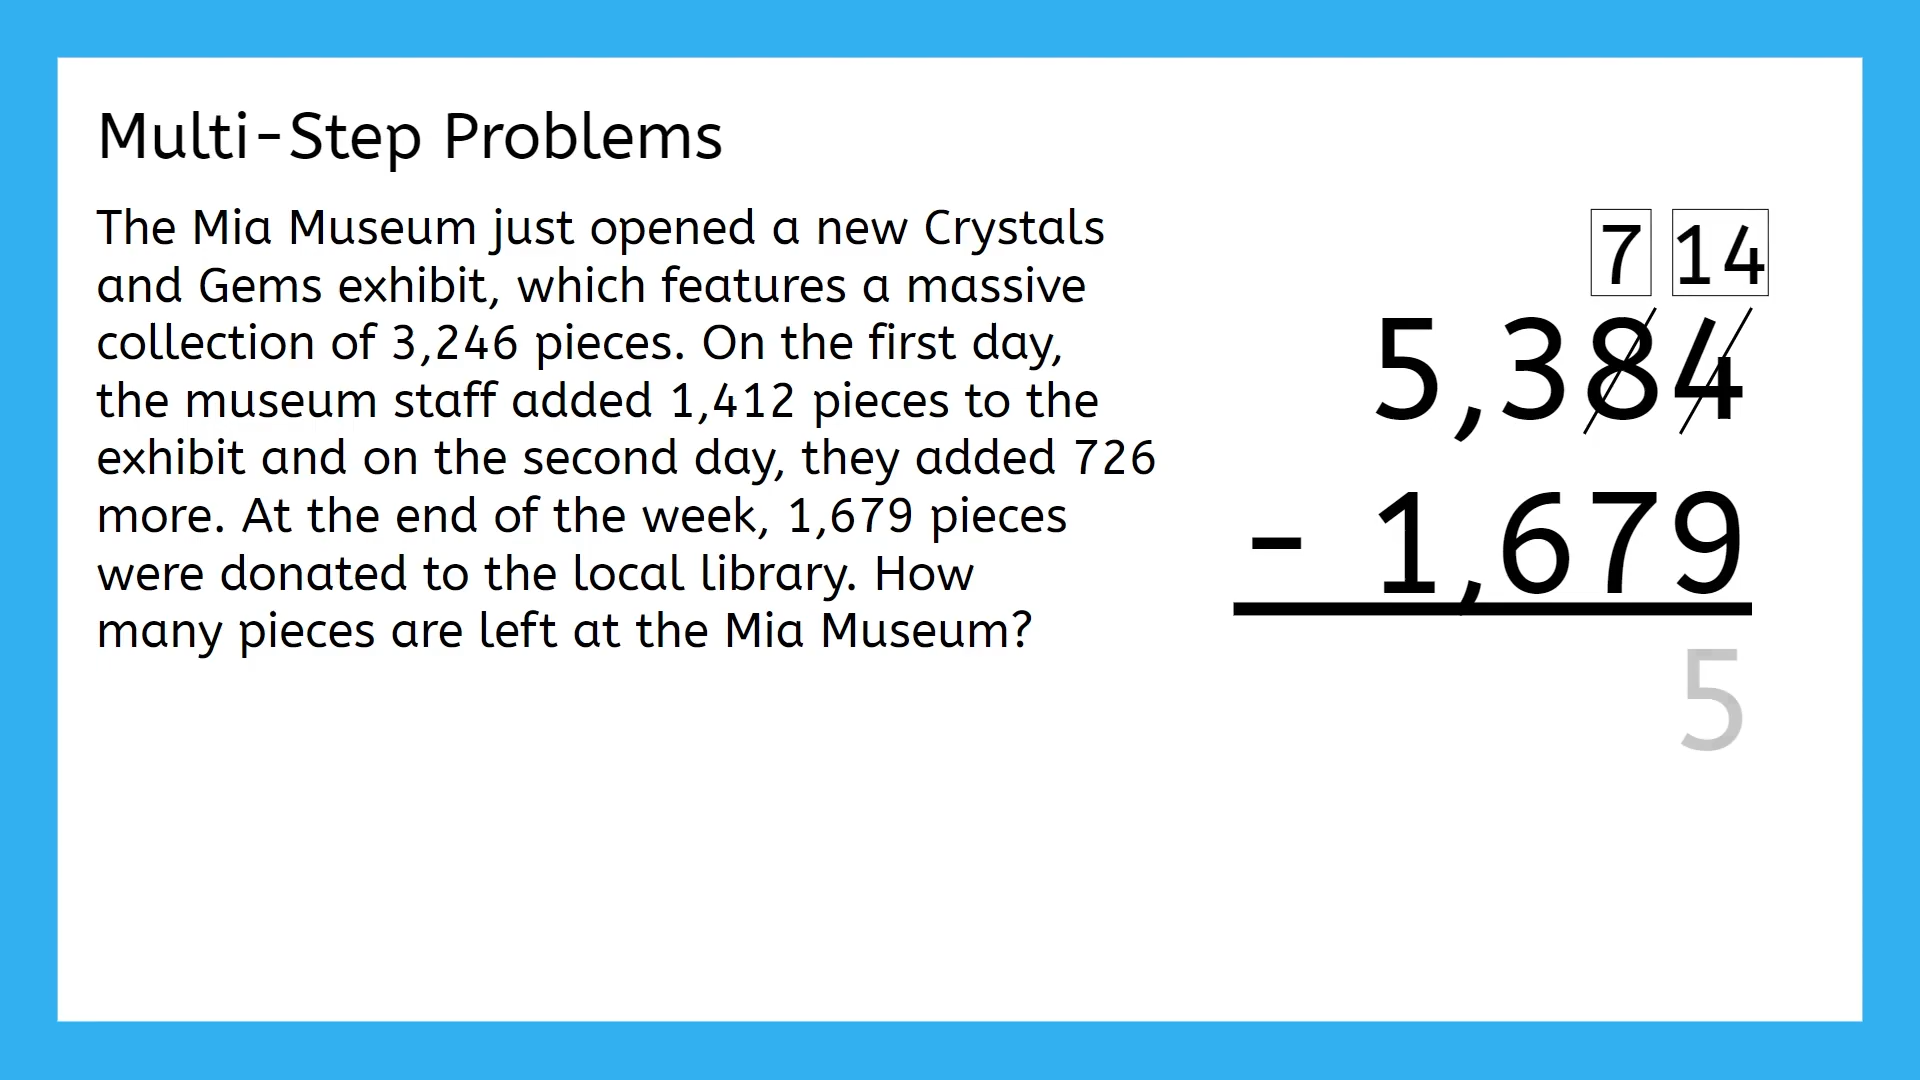 Multi-Step Problems
The Mia Museum just opened a new Crystals
and Gems exhibit, which features a massive
collection of 3,246 pieces. On the first day,
the museum staff added 1,412 pieces to the
exhibit and on the second day, they added 726
more. At the end of the week, 1,679 pieces
were donated to the local library. How
many pieces are left at the Mia Museum?
7 14
5,384
- 1,679
5